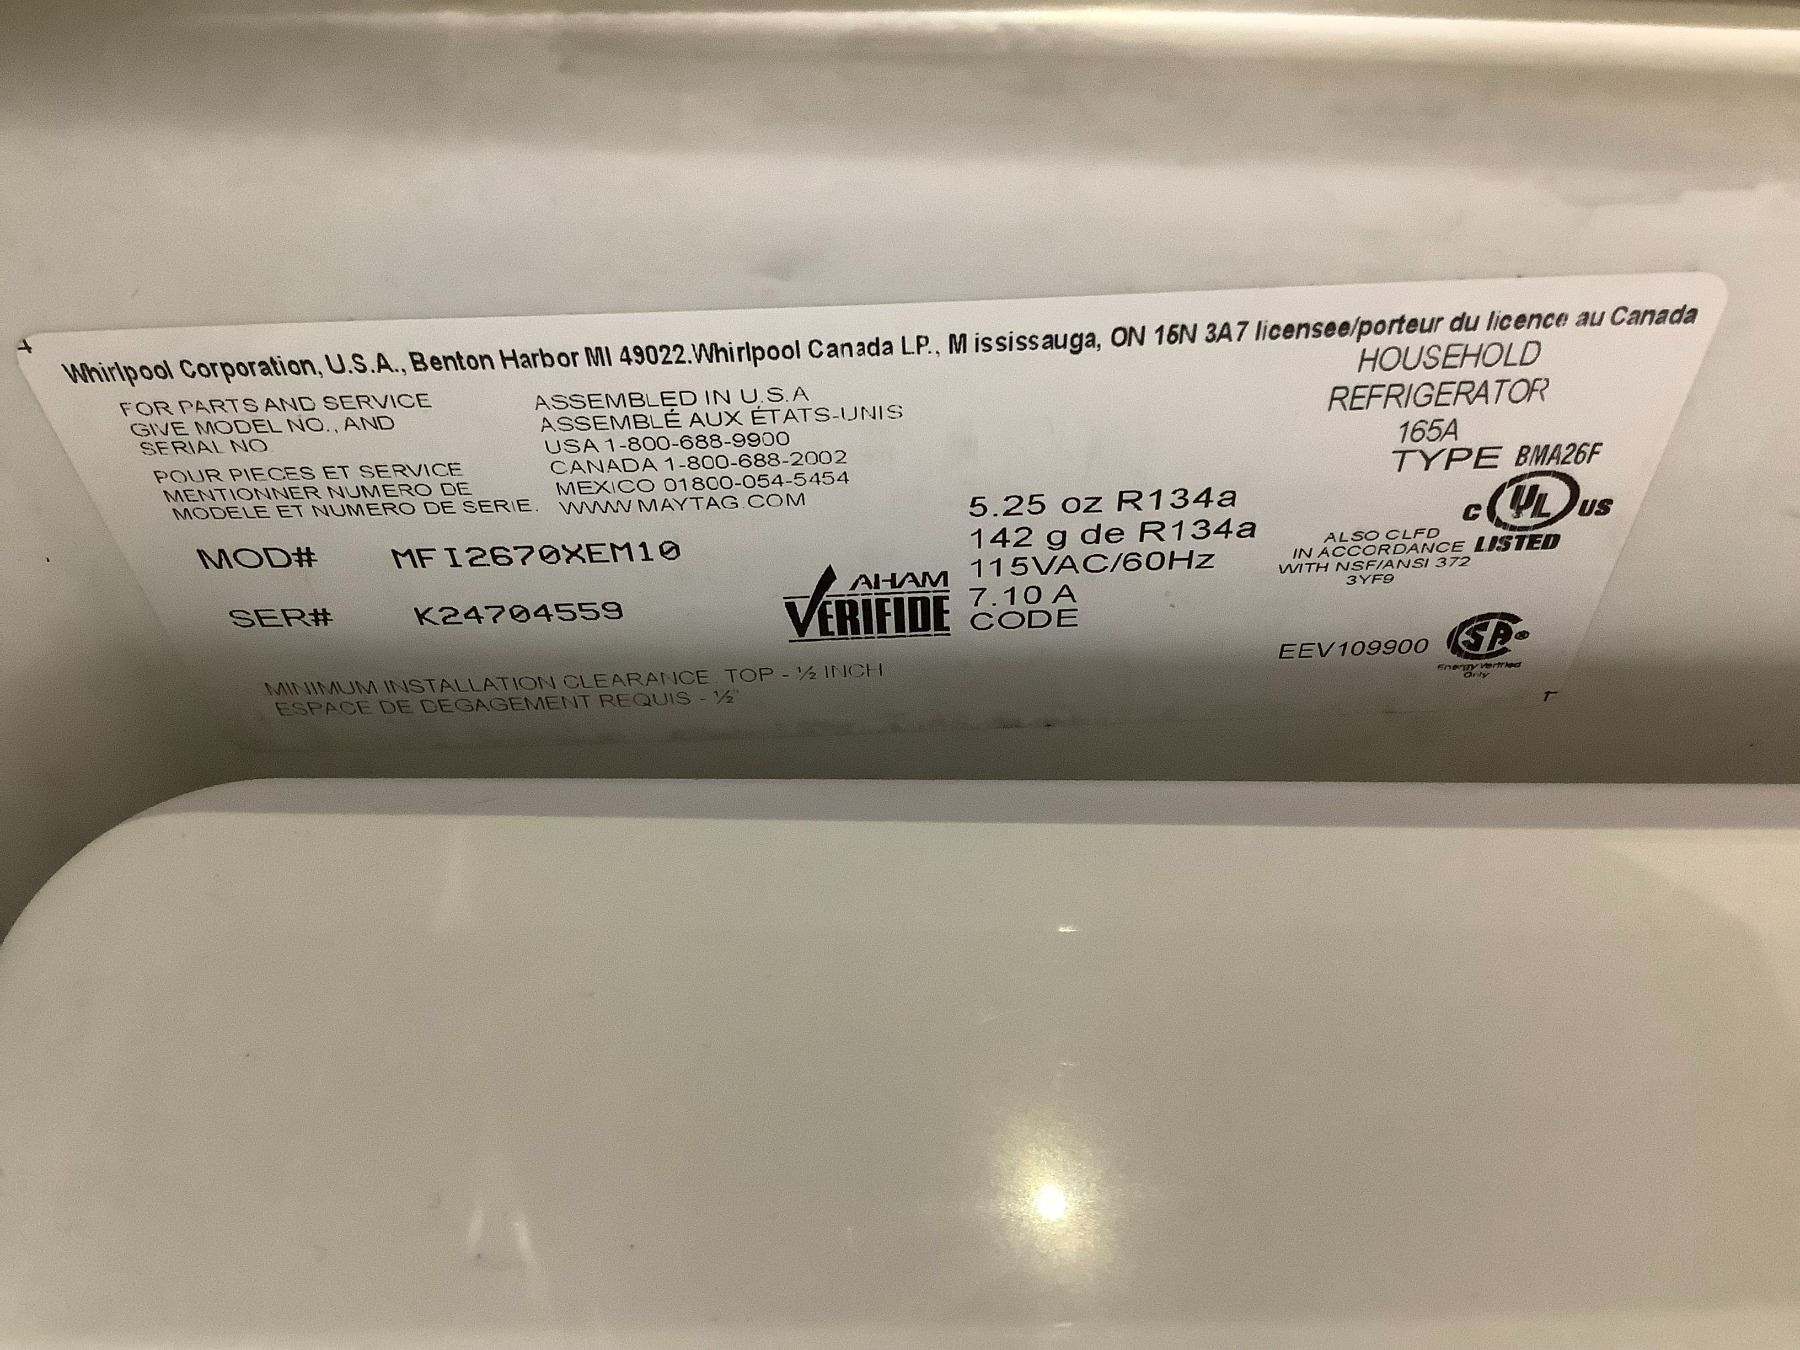 Whirlpool Corporation, U.S.A., Benton Harbor MI 49022.Whirlpool Canada LP., Mississauga, ON 16N 3A7 licensee/porteur du licence au Canada
FOR PARTS AND SERVICE
GIVE MODEL NO., AND
SERIAL NO
POUR PIECES ET SERVICE
MENTIONNER NUMERO DE
MODELE ET NUMERO DE SERIE.
ASSEMBLED IN U.S.A
ASSEMBLÉ AUX ÉTATS-UNIS
USA 1-800-688-9900
CANADA 1-800-688-2002
MEXICO 01800-054-5454
WWW MAYTAG.COM
HOUSEHOLD
REFRIGERATOR
165A
TYPE BMA26F
C UL US
LISTED
ALSO CLFD
IN ACCORDANCE
WITH NSF/ANSI 372
3YF9
5.25 oz R134a
142 g de R134a
115VAC/60Hz
7.10 A
CODE
MOD# MFI2670XEM10
SER# K24704559
AHAM
VERIFIDE
EEV109900
CSA®
Energy Verified
Only
MINIMUM INSTALLATION CLEARANCE. TOP - ½ INCH
ESPACE DE DEGAGEMENT REQUIS - ½"